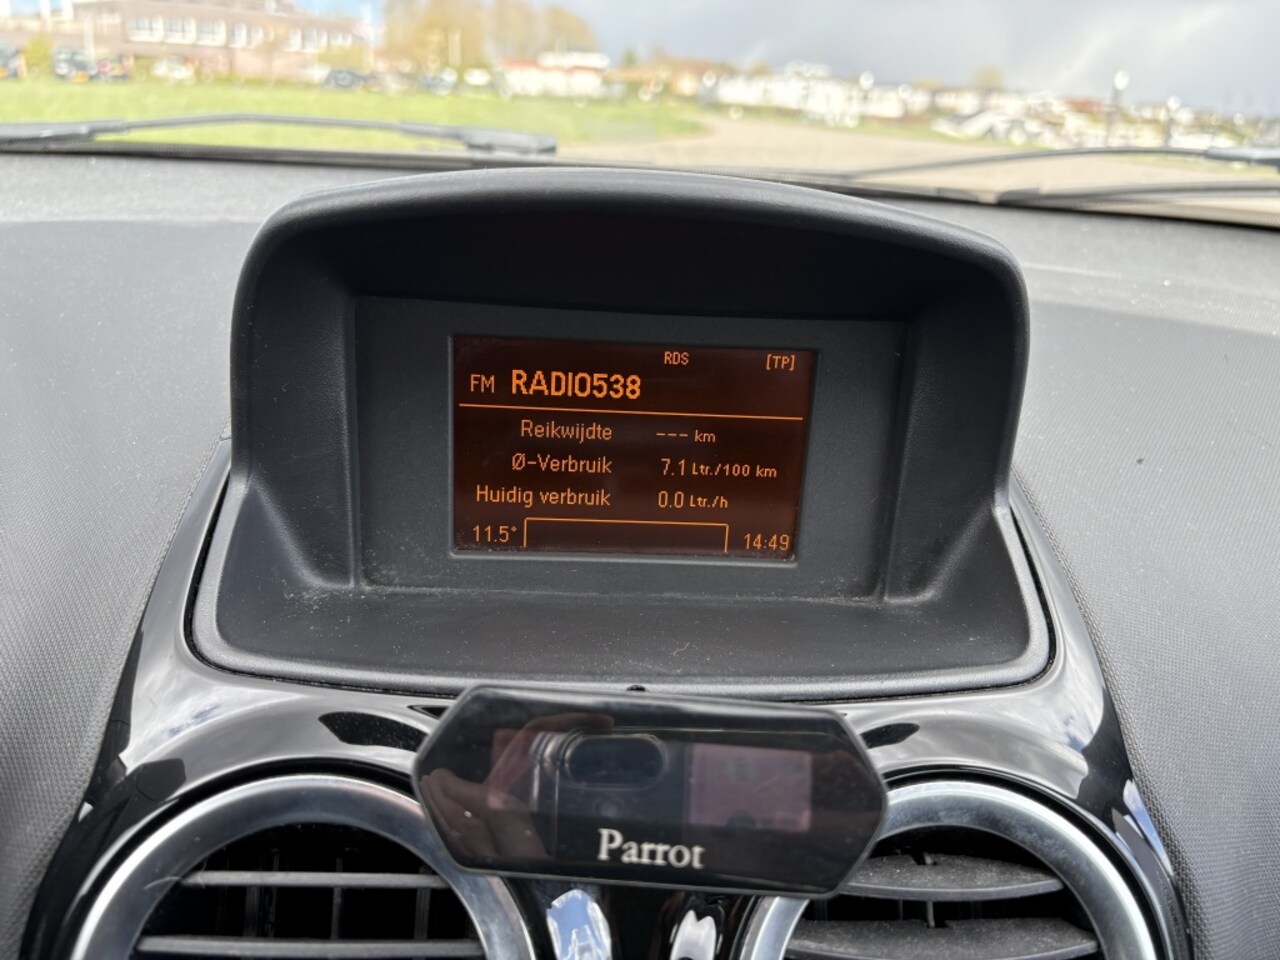 RDS [TP]
FM RADIO538
Reikwijdte --- km
Ø-Verbruik 7.1 Ltr./100 km
Huidig verbruik 0.0 Ltr./h
11.5° 14:49
Parrot